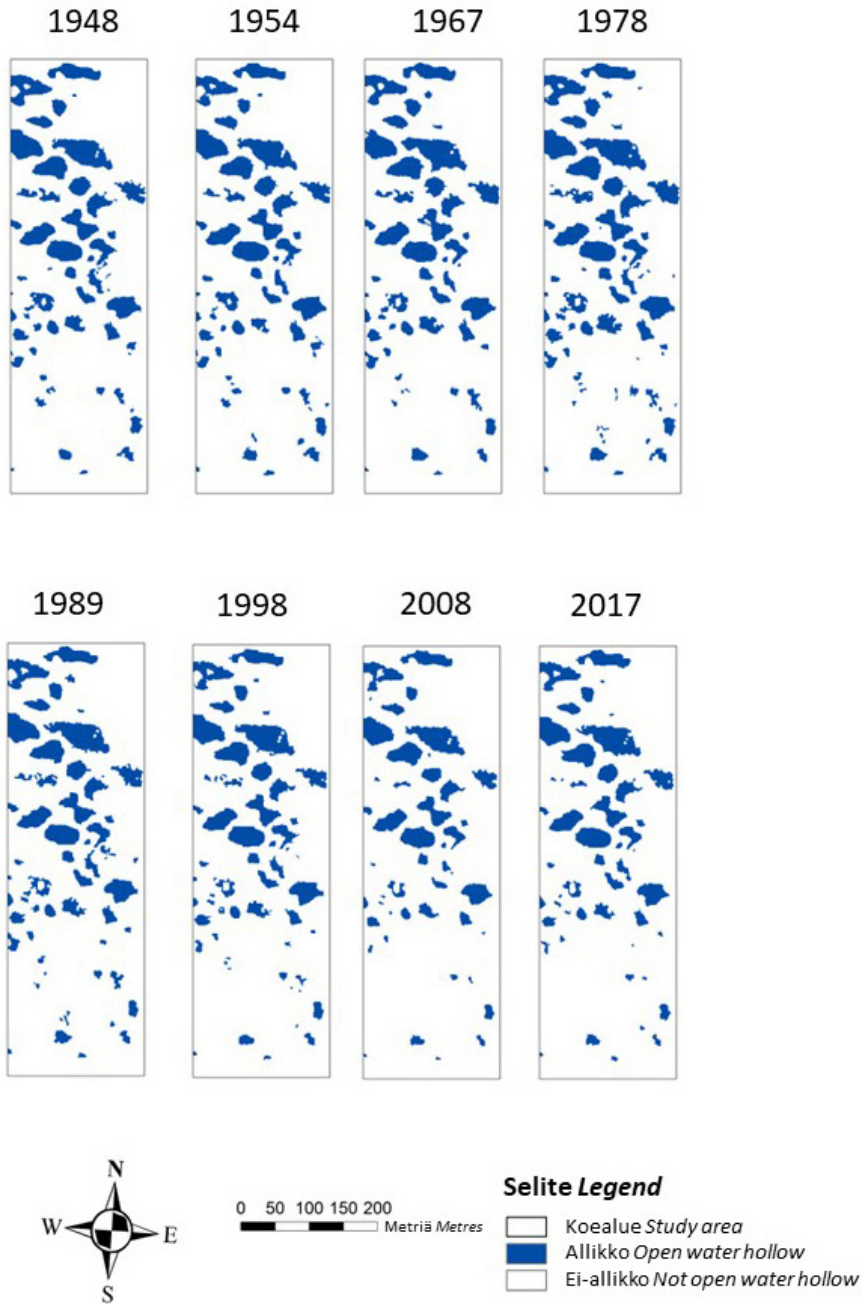 1948 1954 1967 1978
1989 1998 2008 2017
N
W E
S
0 50 100 150 200
Metriä Metres
Selite Legend
Koealue Study area
Allikko Open water hollow
Ei-allikko Not open water hollow